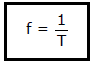 f = 1/T